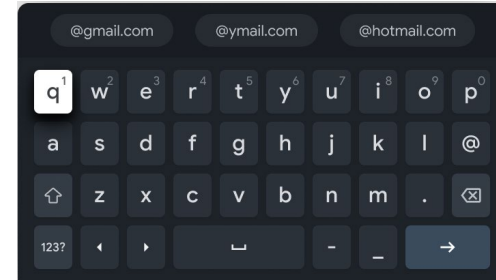 @gmail.com @ymail.com @hotmail.com
q1 w2 e3 r4 t5 y6 u7 i8 o9 p0
a s d f g h j k l @
z x c v b n m .
123? - _